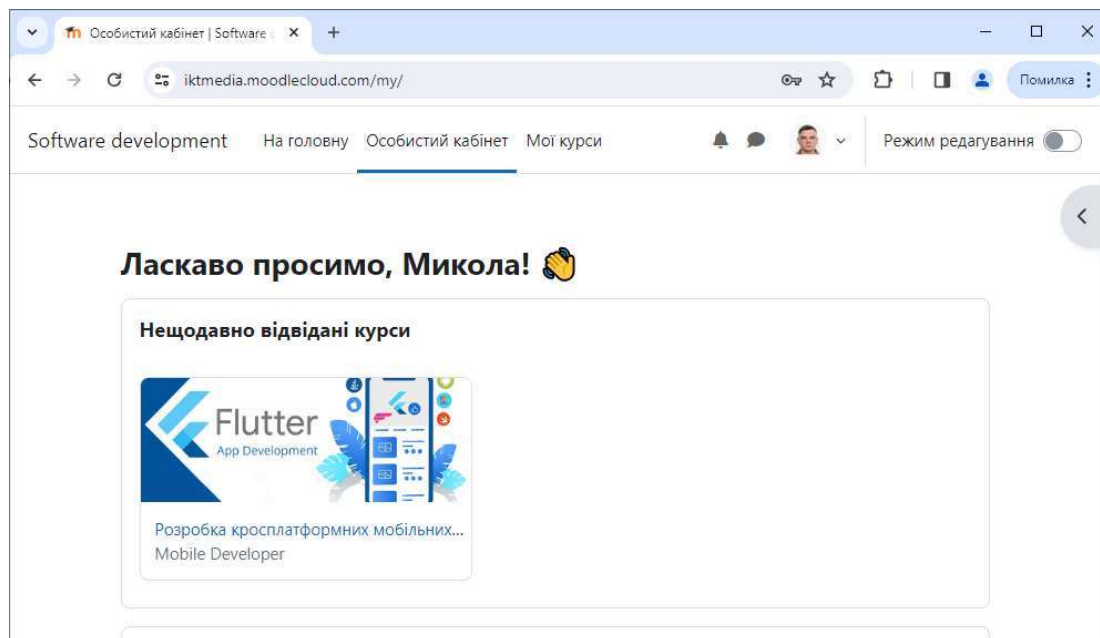 Особистий кабінет | Software
iktmedia.moodlecloud.com/my/
Помилка
Software development На головну Особистий кабінет Мої курси Режим редагування
Ласкаво просимо, Микола! 👋
Нещодавно відвідані курси
Flutter
App Development
Розробка кросплатформних мобільних...
Mobile Developer